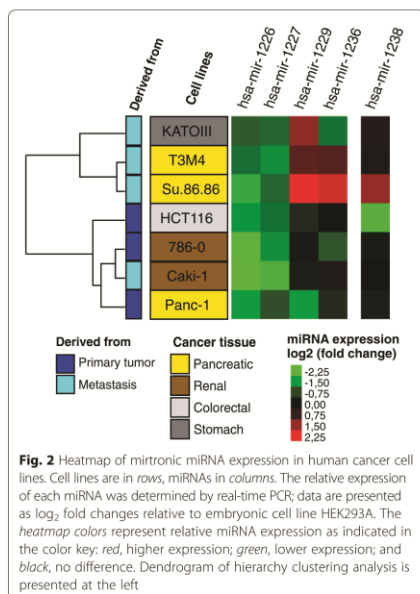 Derived from
Cell lines
hsa-mir-1226
hsa-mir-1227
hsa-mir-1229
hsa-mir-1236
hsa-mir-1238
KATOIII
T3M4
Su.86.86
HCT116
786-0
Caki-1
Panc-1
Derived from
Primary tumor
Metastasis
Cancer tissue
Pancreatic
Renal
Colorectal
Stomach
miRNA expression
log2 (fold change)
-2,25
-1,50
-0,75
0,00
0,75
1,50
2,25
Fig. 2 Heatmap of mirtronic miRNA expression in human cancer cell
lines. Cell lines are in rows, miRNAs in columns. The relative expression
of each miRNA was determined by real-time PCR; data are presented
as log₂ fold changes relative to embryonic cell line HEK293A. The
heatmap colors represent relative miRNA expression as indicated in
the color key: red, higher expression; green, lower expression; and
black, no difference. Dendrogram of hierarchy clustering analysis is
presented at the left